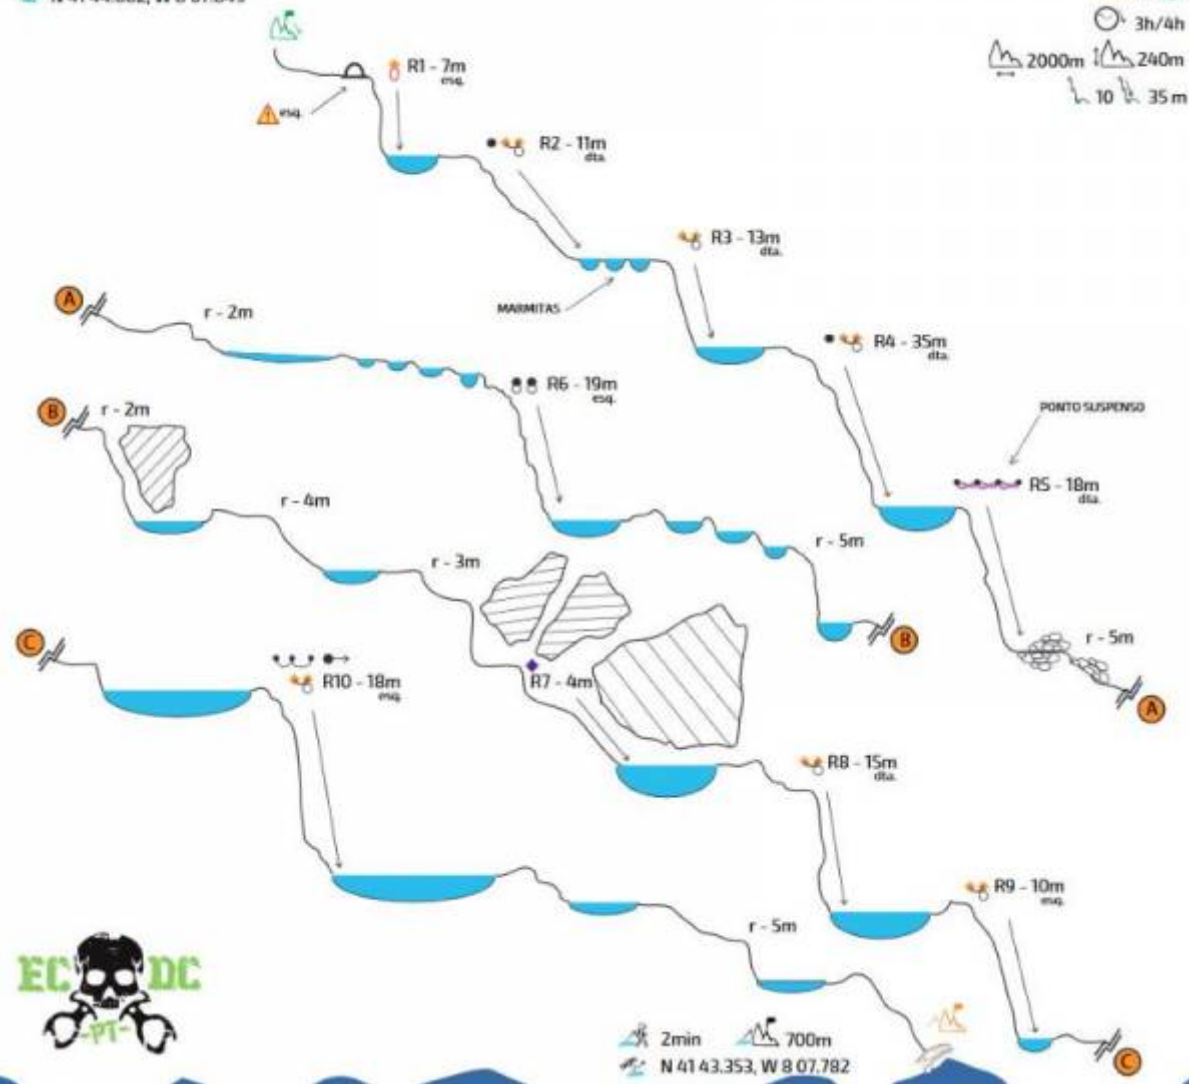 3h/4h
2000m 240m
10 35 m
R1 - 7m
esq.
esq.
R2 - 11m
dta.
R3 - 13m
dta.
MARMITAS
A
r - 2m
R4 - 35m
dta.
R6 - 19m
esq.
B
r - 2m
PONTO SUSPENSO
R5 - 18m
dta.
r - 4m
r - 5m
r - 3m
C
B
r - 5m
R10 - 18m
esq.
R7 - 4m
A
R8 - 15m
dta.
R9 - 10m
esq.
r - 5m
EC DC
-PT-
2min 700m
N 41 43.353, W 8 07.782
C